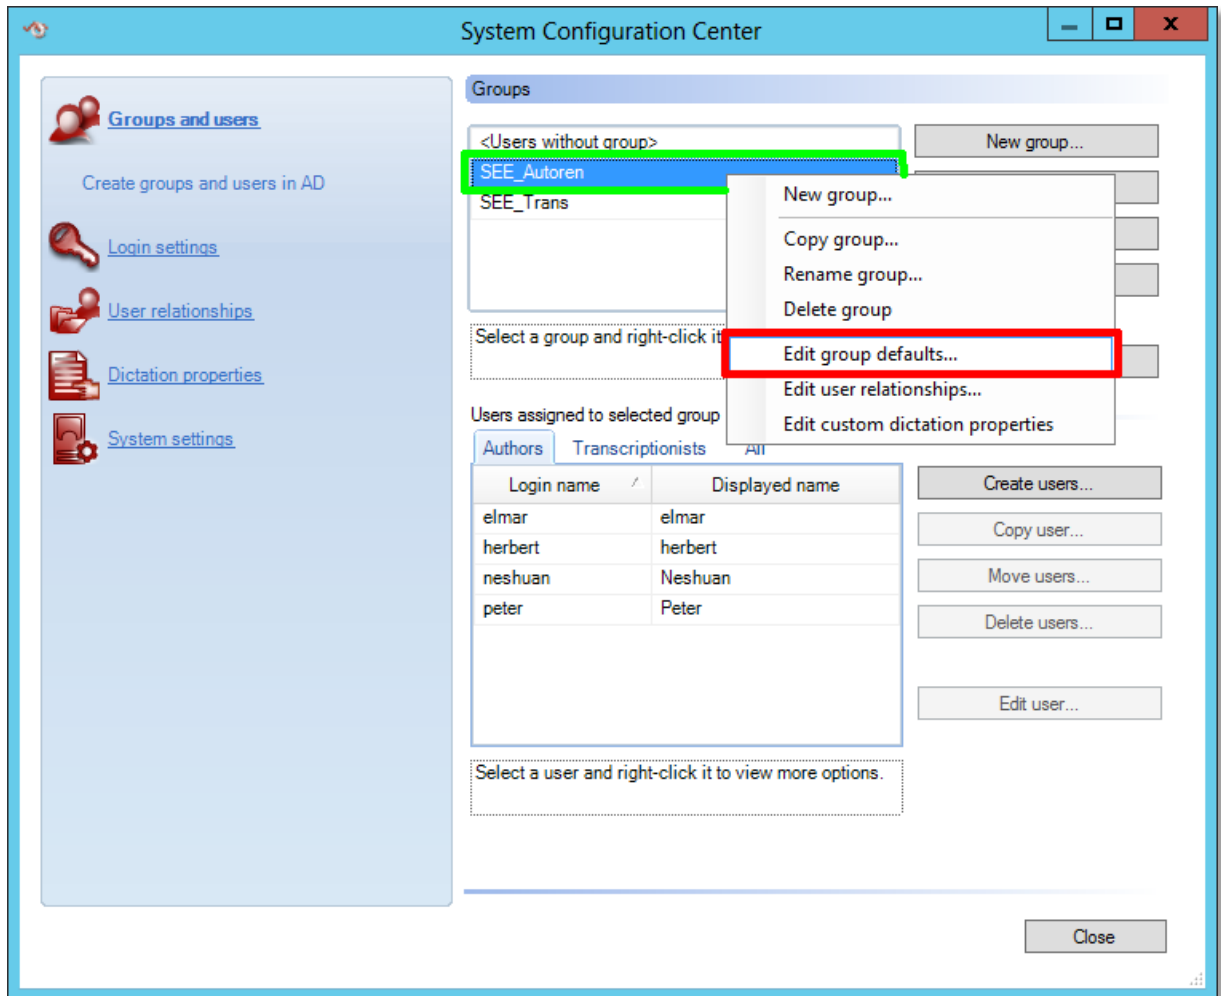 System Configuration Center
Groups and users
Create groups and users in AD
Login settings
User relationships
Dictation properties
System settings
Groups
<Users without group>
SEE_Autoren
SEE_Trans
New group...
New group...
Copy group...
Rename group...
Delete group
Edit group defaults...
Edit user relationships...
Edit custom dictation properties
Select a group and right-click it
Users assigned to selected group
Authors Transcriptionists All
Login name Displayed name
elmar elmar
herbert herbert
neshuan Neshuan
peter Peter
Create users...
Copy user...
Move users...
Delete users...
Edit user...
Select a user and right-click it to view more options.
Close